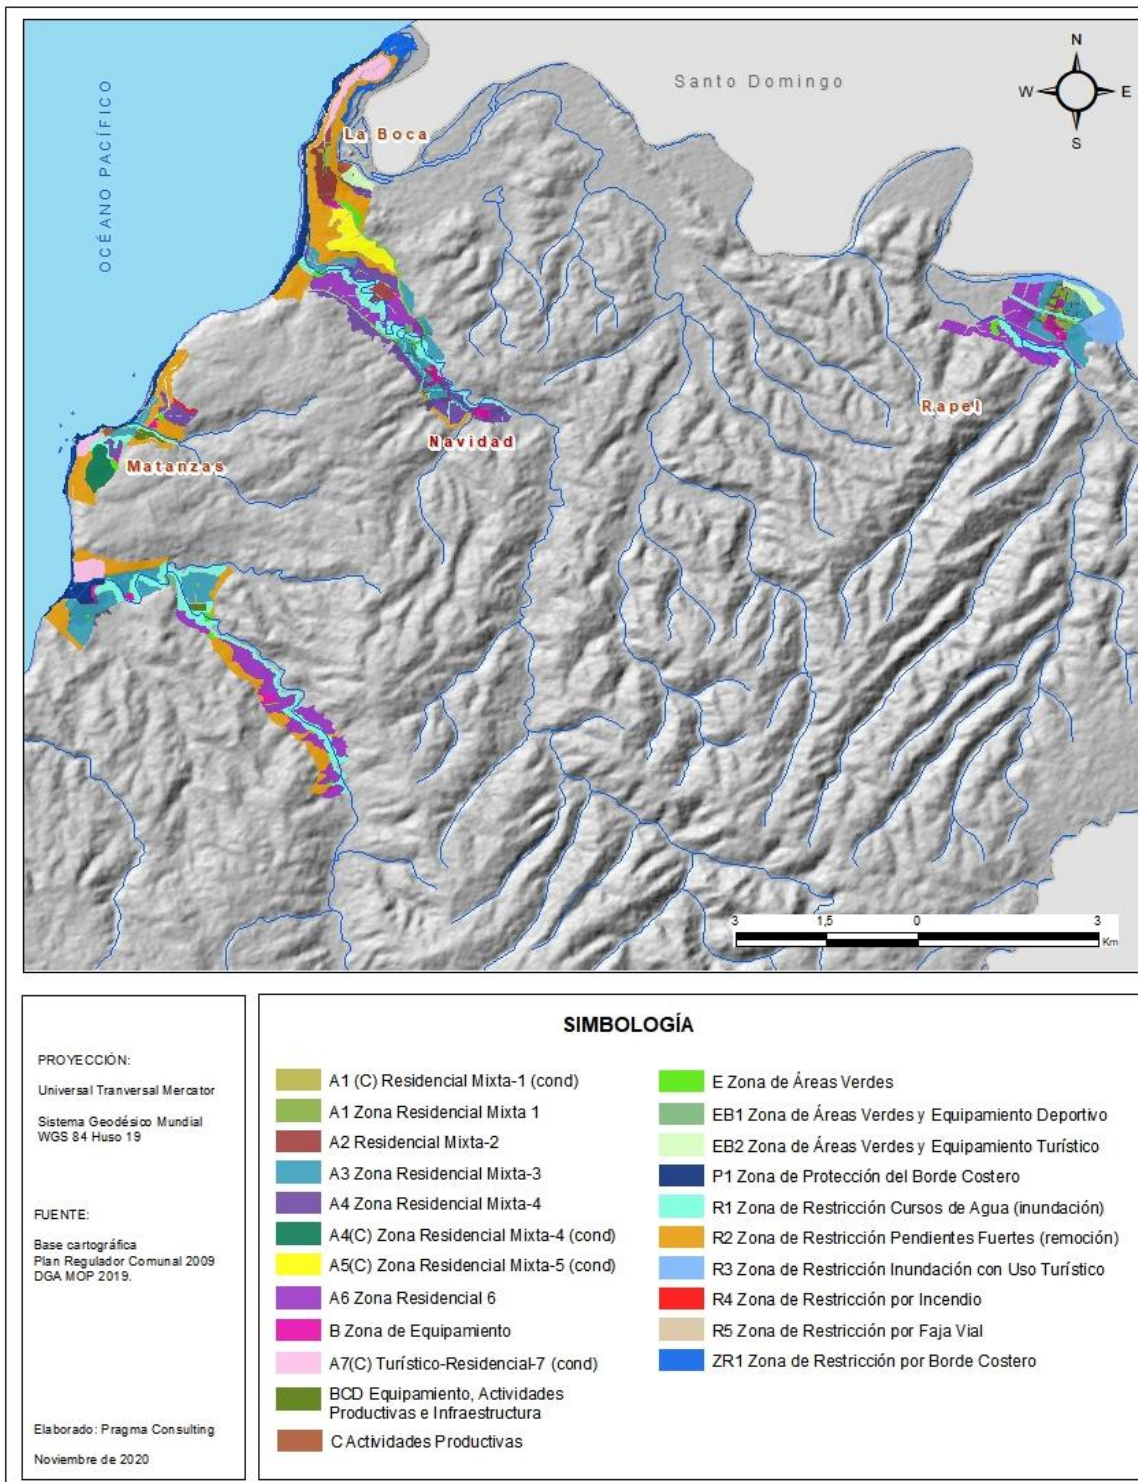 N
Santo Domingo
W
E
S
OCÉANO PACÍFICO
La Boca
Rapel
Navidad
Matanzas
3
1,5
0
3
Km
PROYECCIÓN:
Universal Tranversal Mercator
Sistema Geodésico Mundial
WGS 84 Huso 19
FUENTE:
Base cartográfica
Plan Regulador Comunal 2009
DGA MOP 2019.
Elaborado: Pragma Consulting
Noviembre de 2020
SIMBOLOGÍA
A1 (C) Residencial Mixta-1 (cond)
A1 Zona Residencial Mixta 1
A2 Residencial Mixta-2
A3 Zona Residencial Mixta-3
A4 Zona Residencial Mixta-4
A4(C) Zona Residencial Mixta-4 (cond)
A5(C) Zona Residencial Mixta-5 (cond)
A6 Zona Residencial 6
B Zona de Equipamiento
A7(C) Turístico-Residencial-7 (cond)
BCD Equipamiento, Actividades
Productivas e Infraestructura
C Actividades Productivas
E Zona de Áreas Verdes
EB1 Zona de Áreas Verdes y Equipamiento Deportivo
EB2 Zona de Áreas Verdes y Equipamiento Turístico
P1 Zona de Protección del Borde Costero
R1 Zona de Restricción Cursos de Agua (inundación)
R2 Zona de Restricción Pendientes Fuertes (remoción)
R3 Zona de Restricción Inundación con Uso Turístico
R4 Zona de Restricción por Incendio
R5 Zona de Restricción por Faja Vial
ZR1 Zona de Restricción por Borde Costero